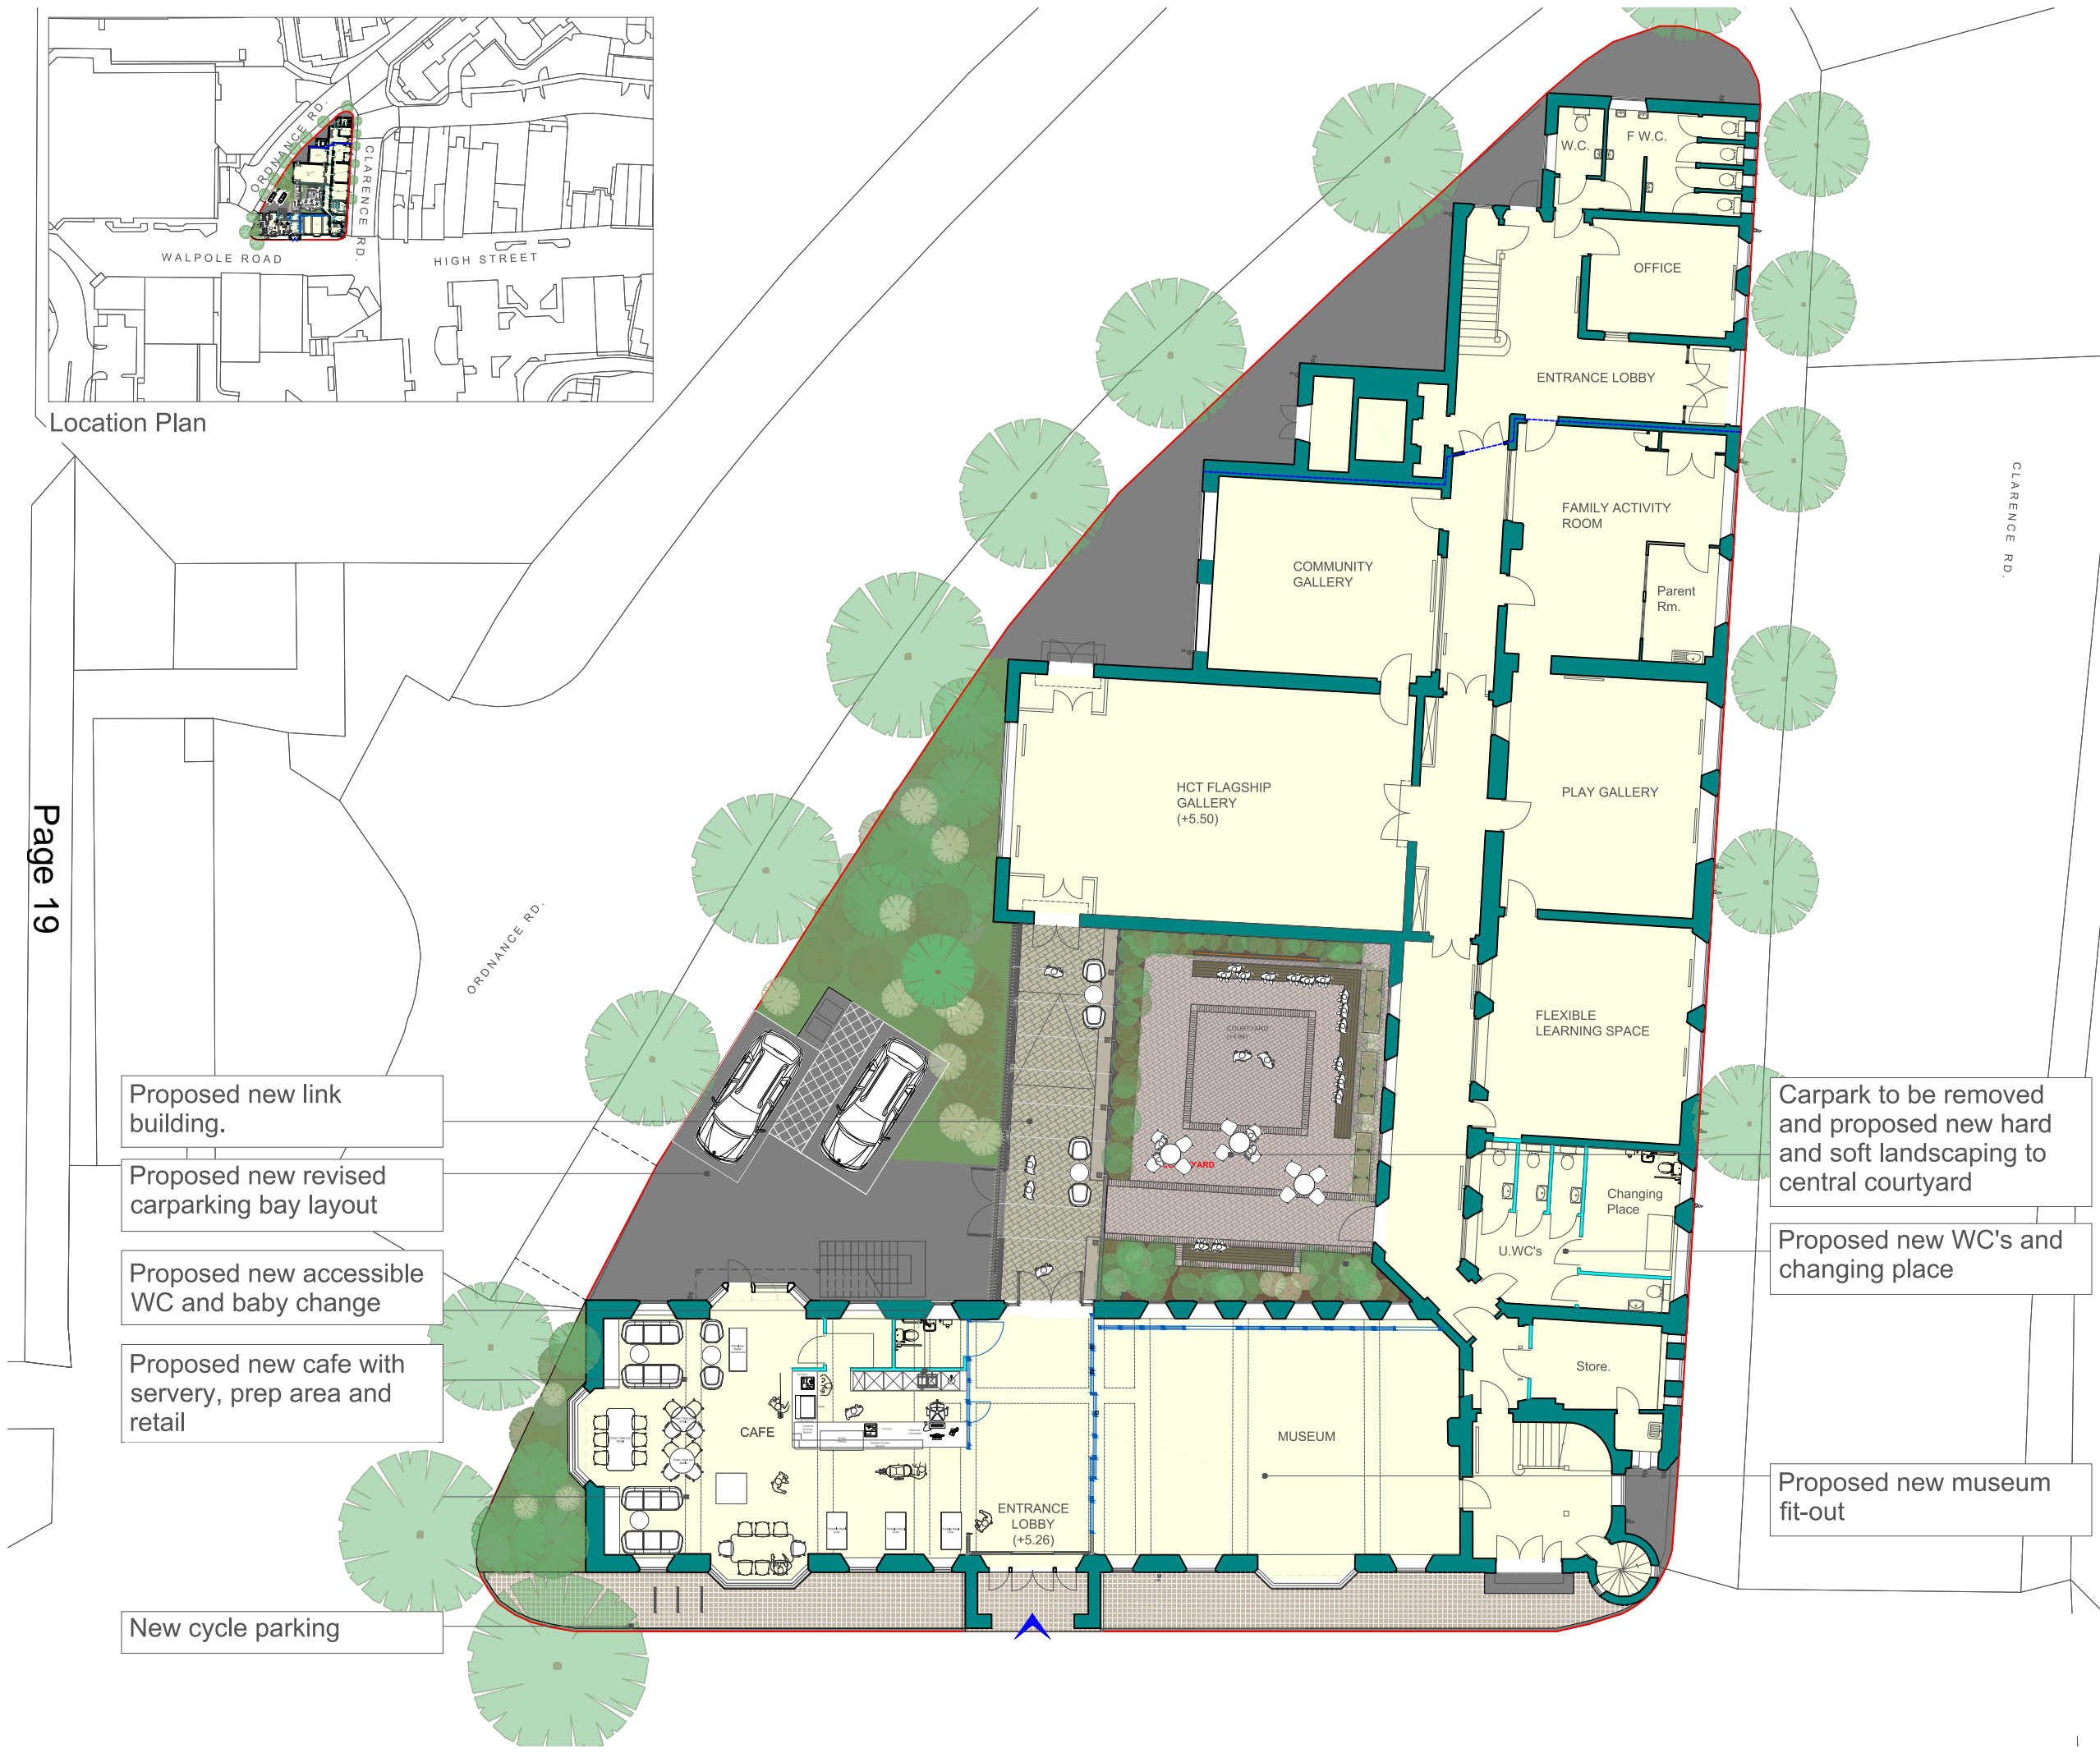 ORDNANCE RD.
CLARENCE RD.
WALPOLE ROAD
HIGH STREET
Location Plan
Page 19
W.C.
F W.C.
OFFICE
ENTRANCE LOBBY
FAMILY ACTIVITY
ROOM
Parent
Rm.
COMMUNITY
GALLERY
CLARENCE RD.
HCT FLAGSHIP
GALLERY
(+5.50)
PLAY GALLERY
ORDNANCE RD.
FLEXIBLE
LEARNING SPACE
COURTYARD
Proposed new link
building.
Proposed new revised
carparking bay layout
Proposed new accessible
WC and baby change
Proposed new cafe with
servery, prep area and
retail
New cycle parking
Carpark to be removed
and proposed new hard
and soft landscaping to
central courtyard
Proposed new WC's and
changing place
Proposed new museum
fit-out
Changing
Place
U.WC's
Store.
CAFE
MUSEUM
ENTRANCE
LOBBY
(+5.26)